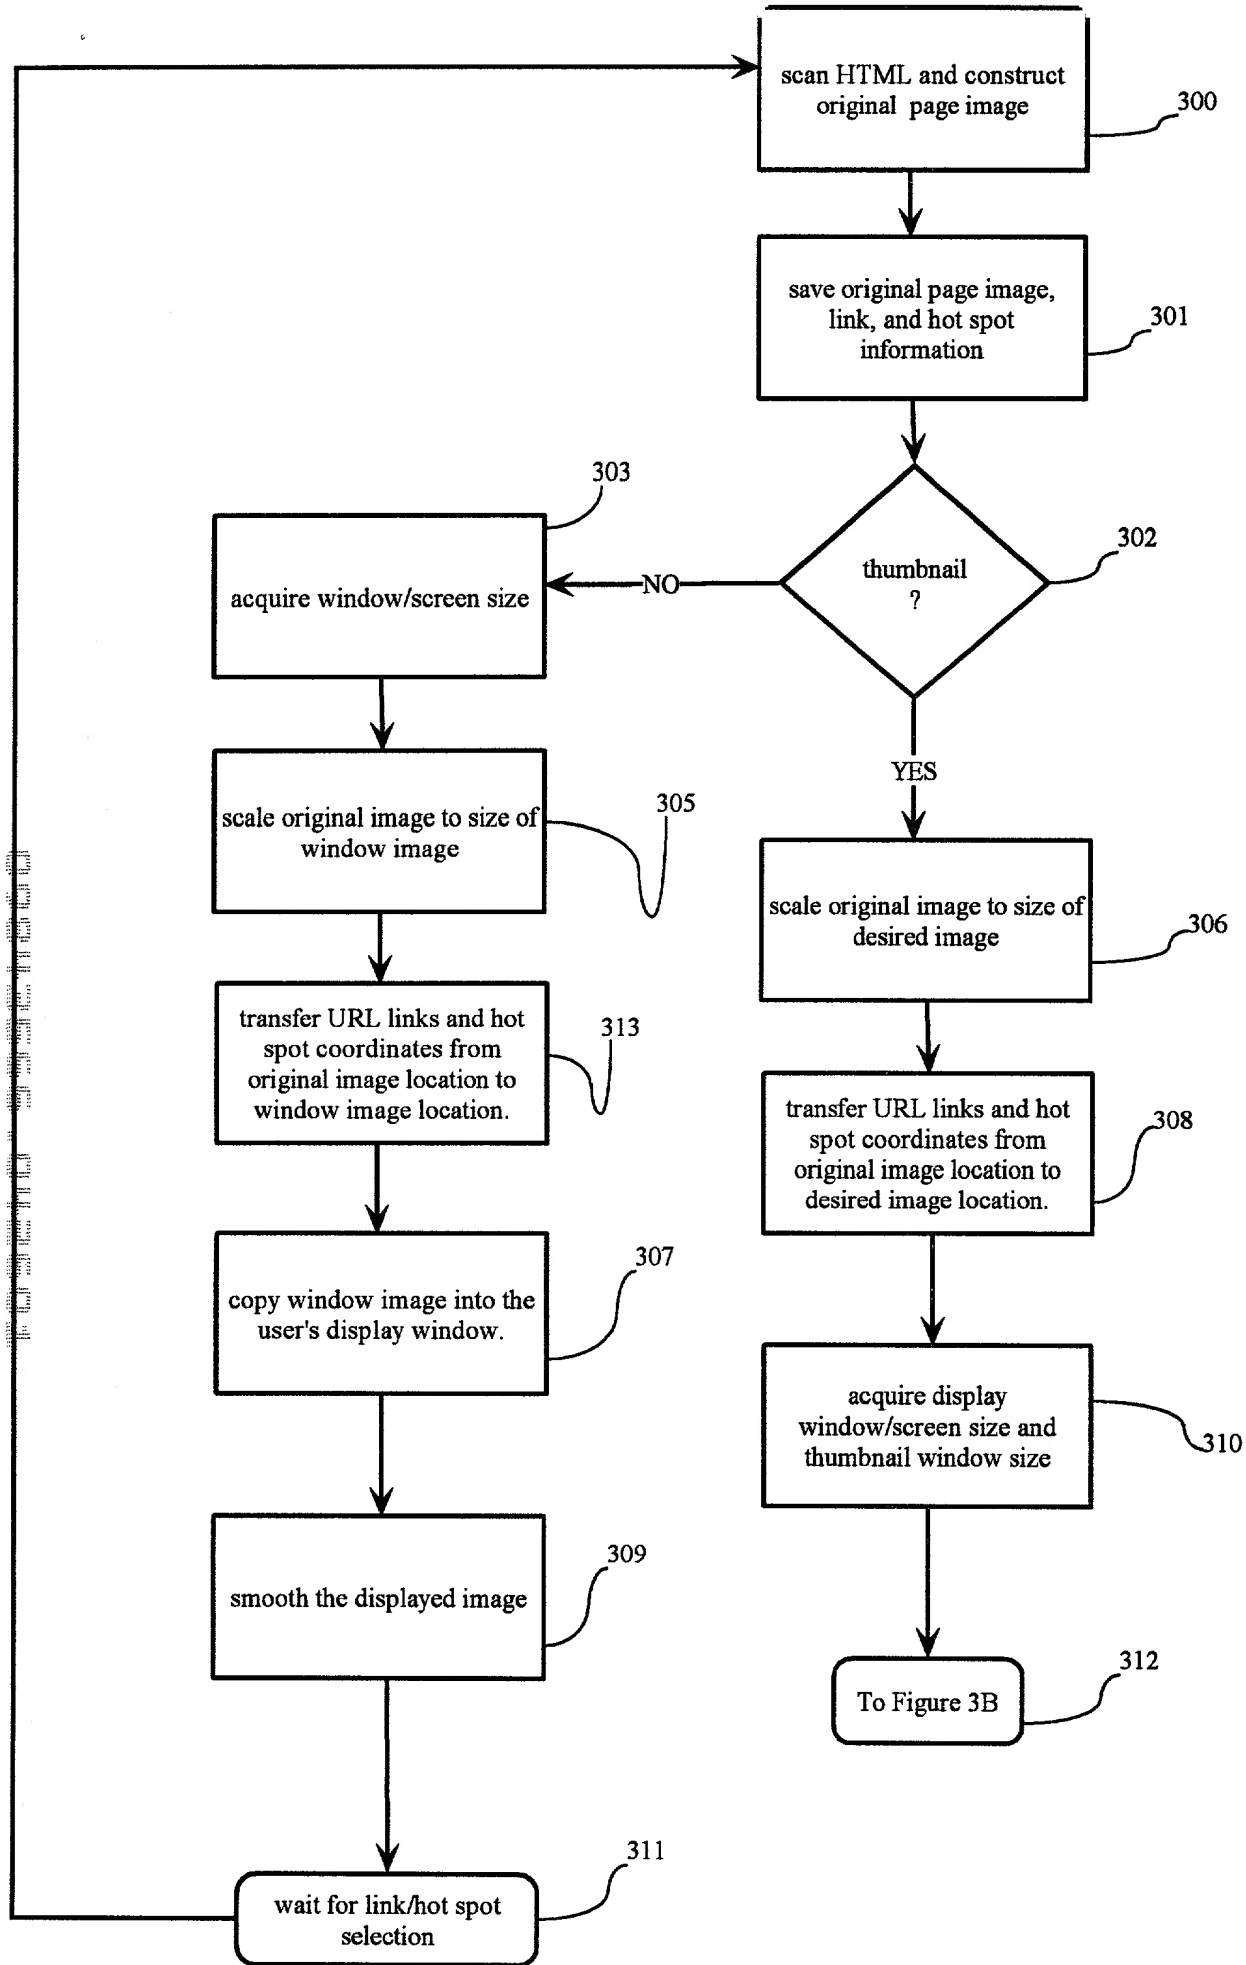 scan HTML and construct
original page image
300
save original page image,
link, and hot spot
information
301
thumbnail
?
302
NO
YES
303
acquire window/screen size
scale original image to size of
window image
305
transfer URL links and hot
spot coordinates from
original image location to
window image location.
313
copy window image into the
user's display window.
307
smooth the displayed image
309
wait for link/hot spot
selection
311
scale original image to size of
desired image
306
transfer URL links and hot
spot coordinates from
original image location to
desired image location.
308
acquire display
window/screen size and
thumbnail window size
310
To Figure 3B
312